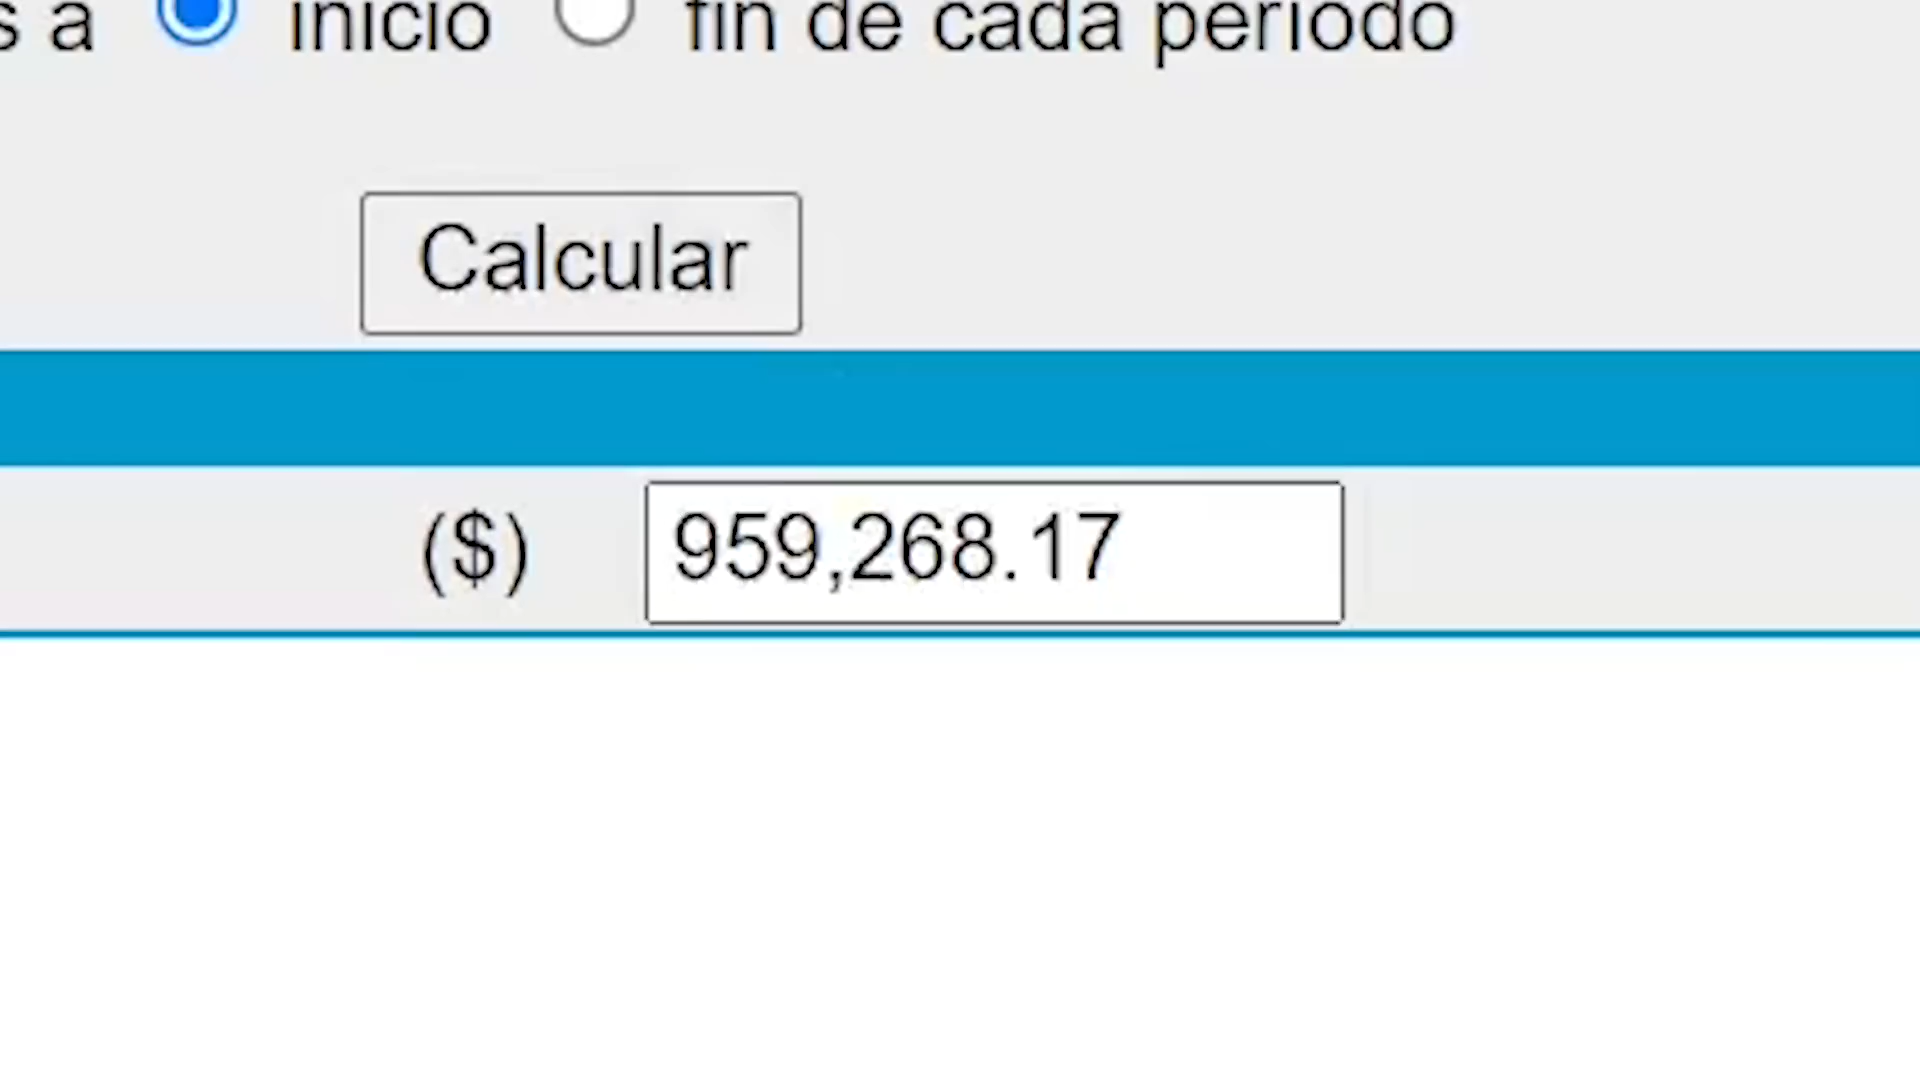 s a inicio fin de cada periodo
Calcular
($) 959,268.17